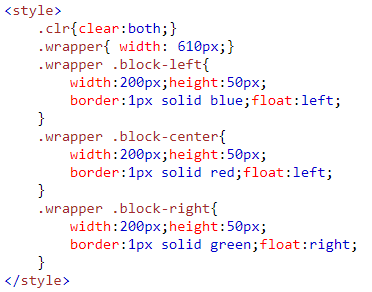 <style>
.clr{clear:both;}
.wrapper{ width: 610px;}
.wrapper .block-left{
width:200px;height:50px;
border:1px solid blue;float:left;
}
.wrapper .block-center{
width:200px;height:50px;
border:1px solid red;float:left;
}
.wrapper .block-right{
width:200px;height:50px;
border:1px solid green;float:right;
}
</style>